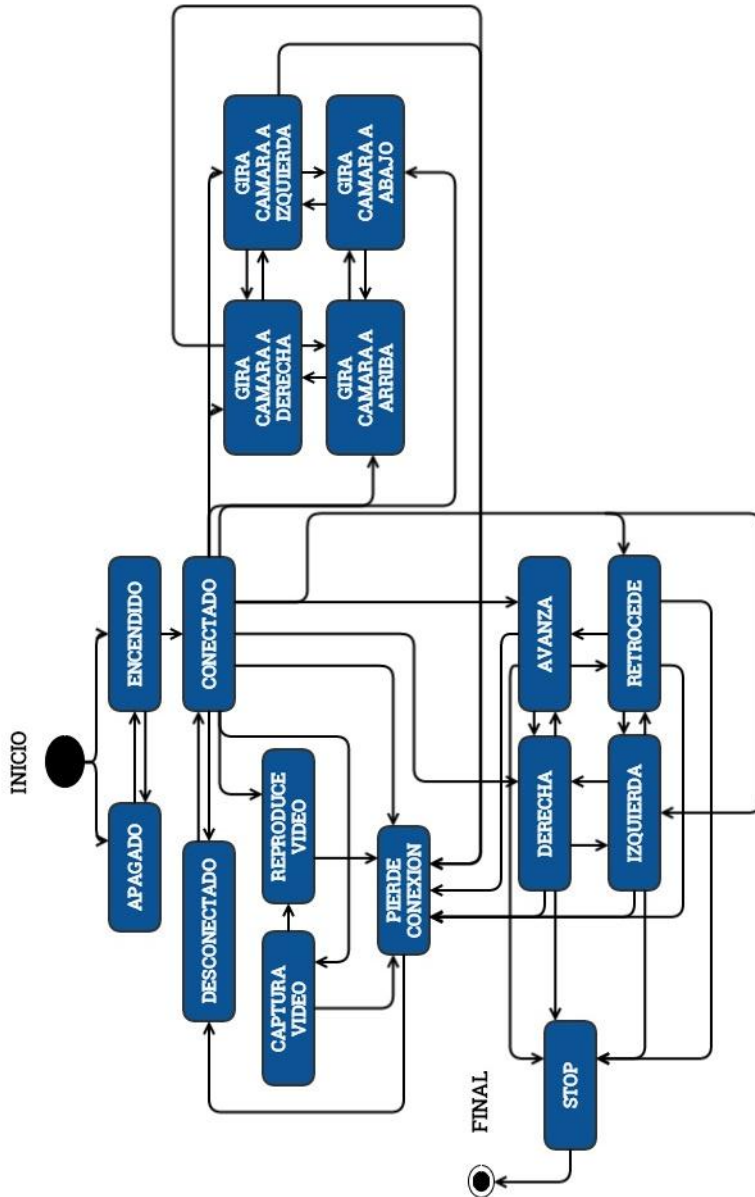 INICIO
APAGADO
ENCENDIDO
DESCONECTADO
CONECTADO
CAPTURA
VIDEO
REPRODUCE
VIDEO
PIERDE
CONEXION
GIRA
CAMARA A
DERECHA
GIRA
CAMARA A
IZQUIERDA
GIRA
CAMARA A
ARRIBA
GIRA
CAMARA A
ABAJO
DERECHA
AVANZA
IZQUIERDA
RETROCEDE
STOP
FINAL